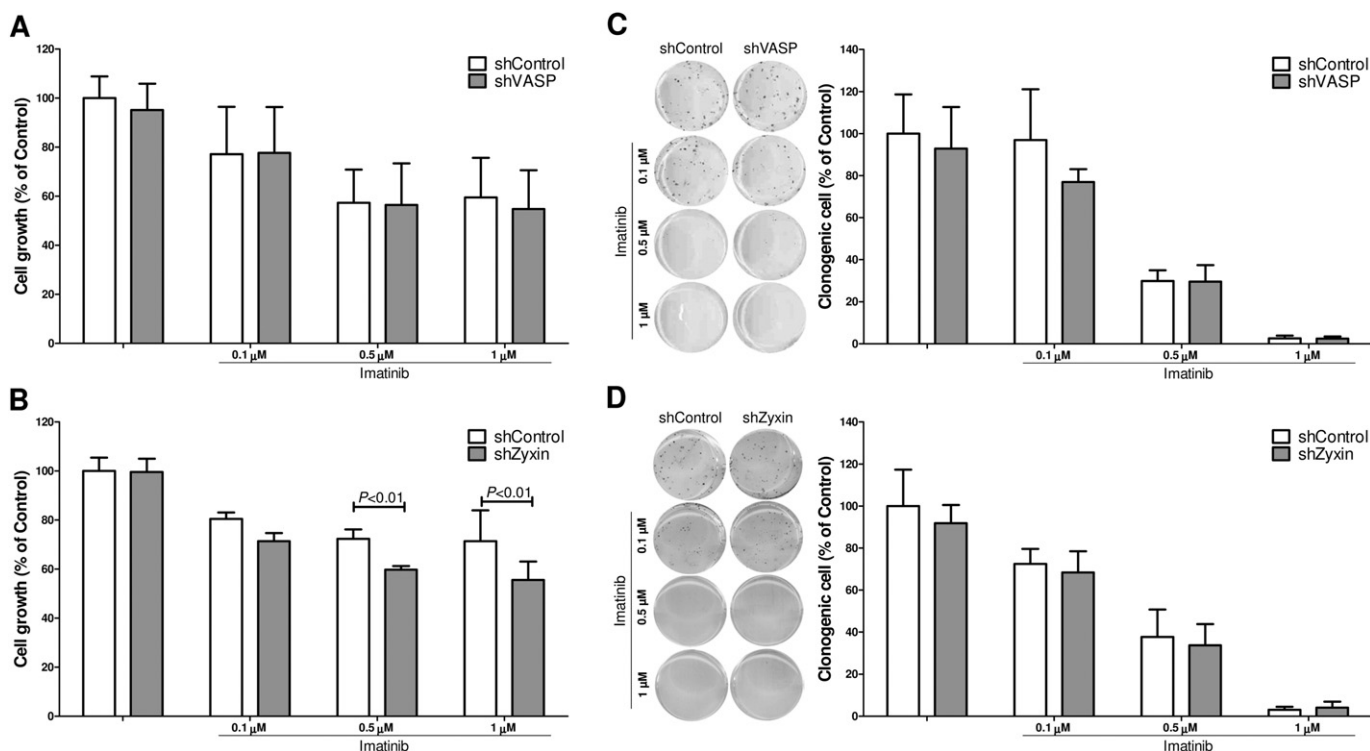 A
Cell growth (% of Control)
120
100
80
60
40
20
0
shControl
shVASP
0.1 µM
0.5 µM
1 µM
Imatinib
B
Cell growth (% of Control)
120
100
80
60
40
20
0
shControl
shZyxin
P<0.01
P<0.01
0.1 µM
0.5 µM
1 µM
Imatinib
C
shControl
shVASP
Imatinib
0.1 µM
0.5 µM
1 µM
Clonogenic cell (% of Control)
140
120
100
80
60
40
20
0
shControl
shVASP
0.1 µM
0.5 µM
1 µM
Imatinib
D
shControl
shZyxin
Imatinib
0.1 µM
0.5 µM
1 µM
Clonogenic cell (% of Control)
140
120
100
80
60
40
20
0
shControl
shZyxin
0.1 µM
0.5 µM
1 µM
Imatinib